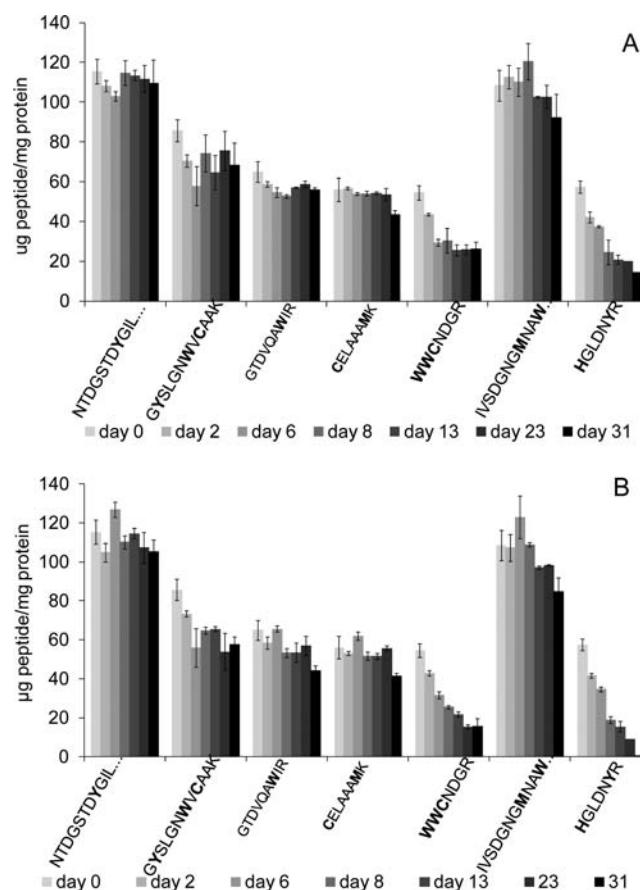 A
ug peptide/mg protein
140
120
100
80
60
40
20
0
NTDGSTDYGIL...
GYSLGNWVCAAK
GTDVQAWIR
CELAAAMK
WWCNDGR
IVSDGNGMNAW..
HGLDNYR
day 0 day 2 day 6 day 8 day 13 day 23 day 31
B
µg peptide/mg protein
140
120
100
80
60
40
20
0
NTDGSTDYGIL...
GYSLGNWVCAAK
GTDVQAWIR
CELAAAMK
WWCNDGR
IVSDGNGMNAW..
HGLDNYR
day 0 day 2 day 6 day 8 day 13 23 day 31